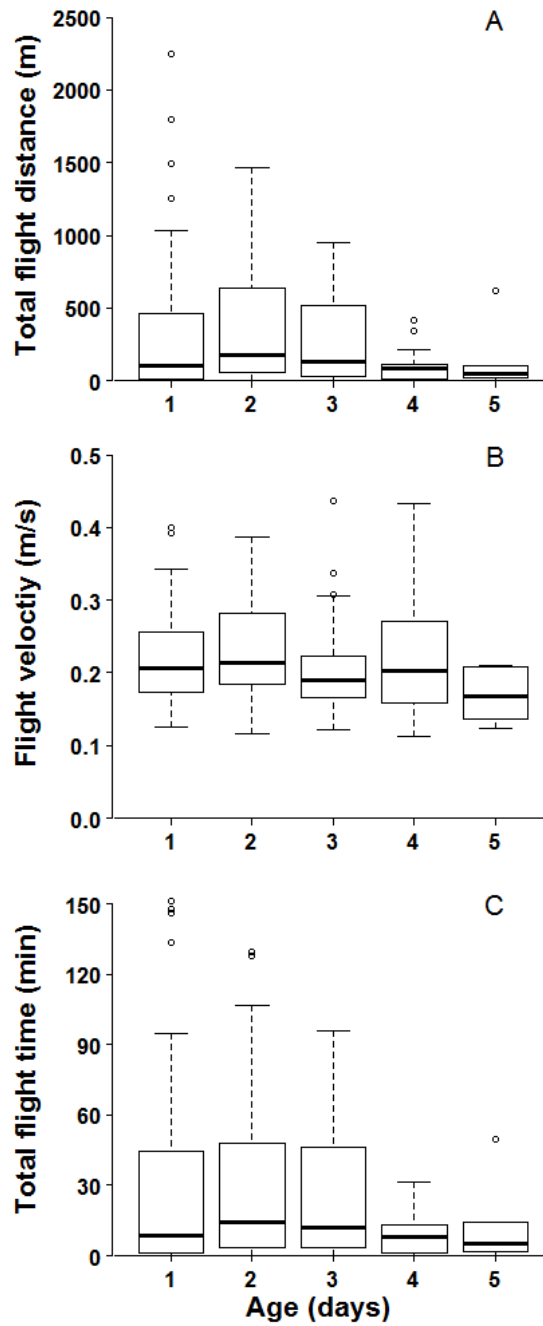 A
Total flight distance (m)
2500
2000
1500
1000
500
0
1 2 3 4 5
B
Flight veloctiy (m/s)
0.5
0.4
0.3
0.2
0.1
0.0
1 2 3 4 5
C
Total flight time (min)
150
120
90
60
30
0
1 2 3 4 5
Age (days)